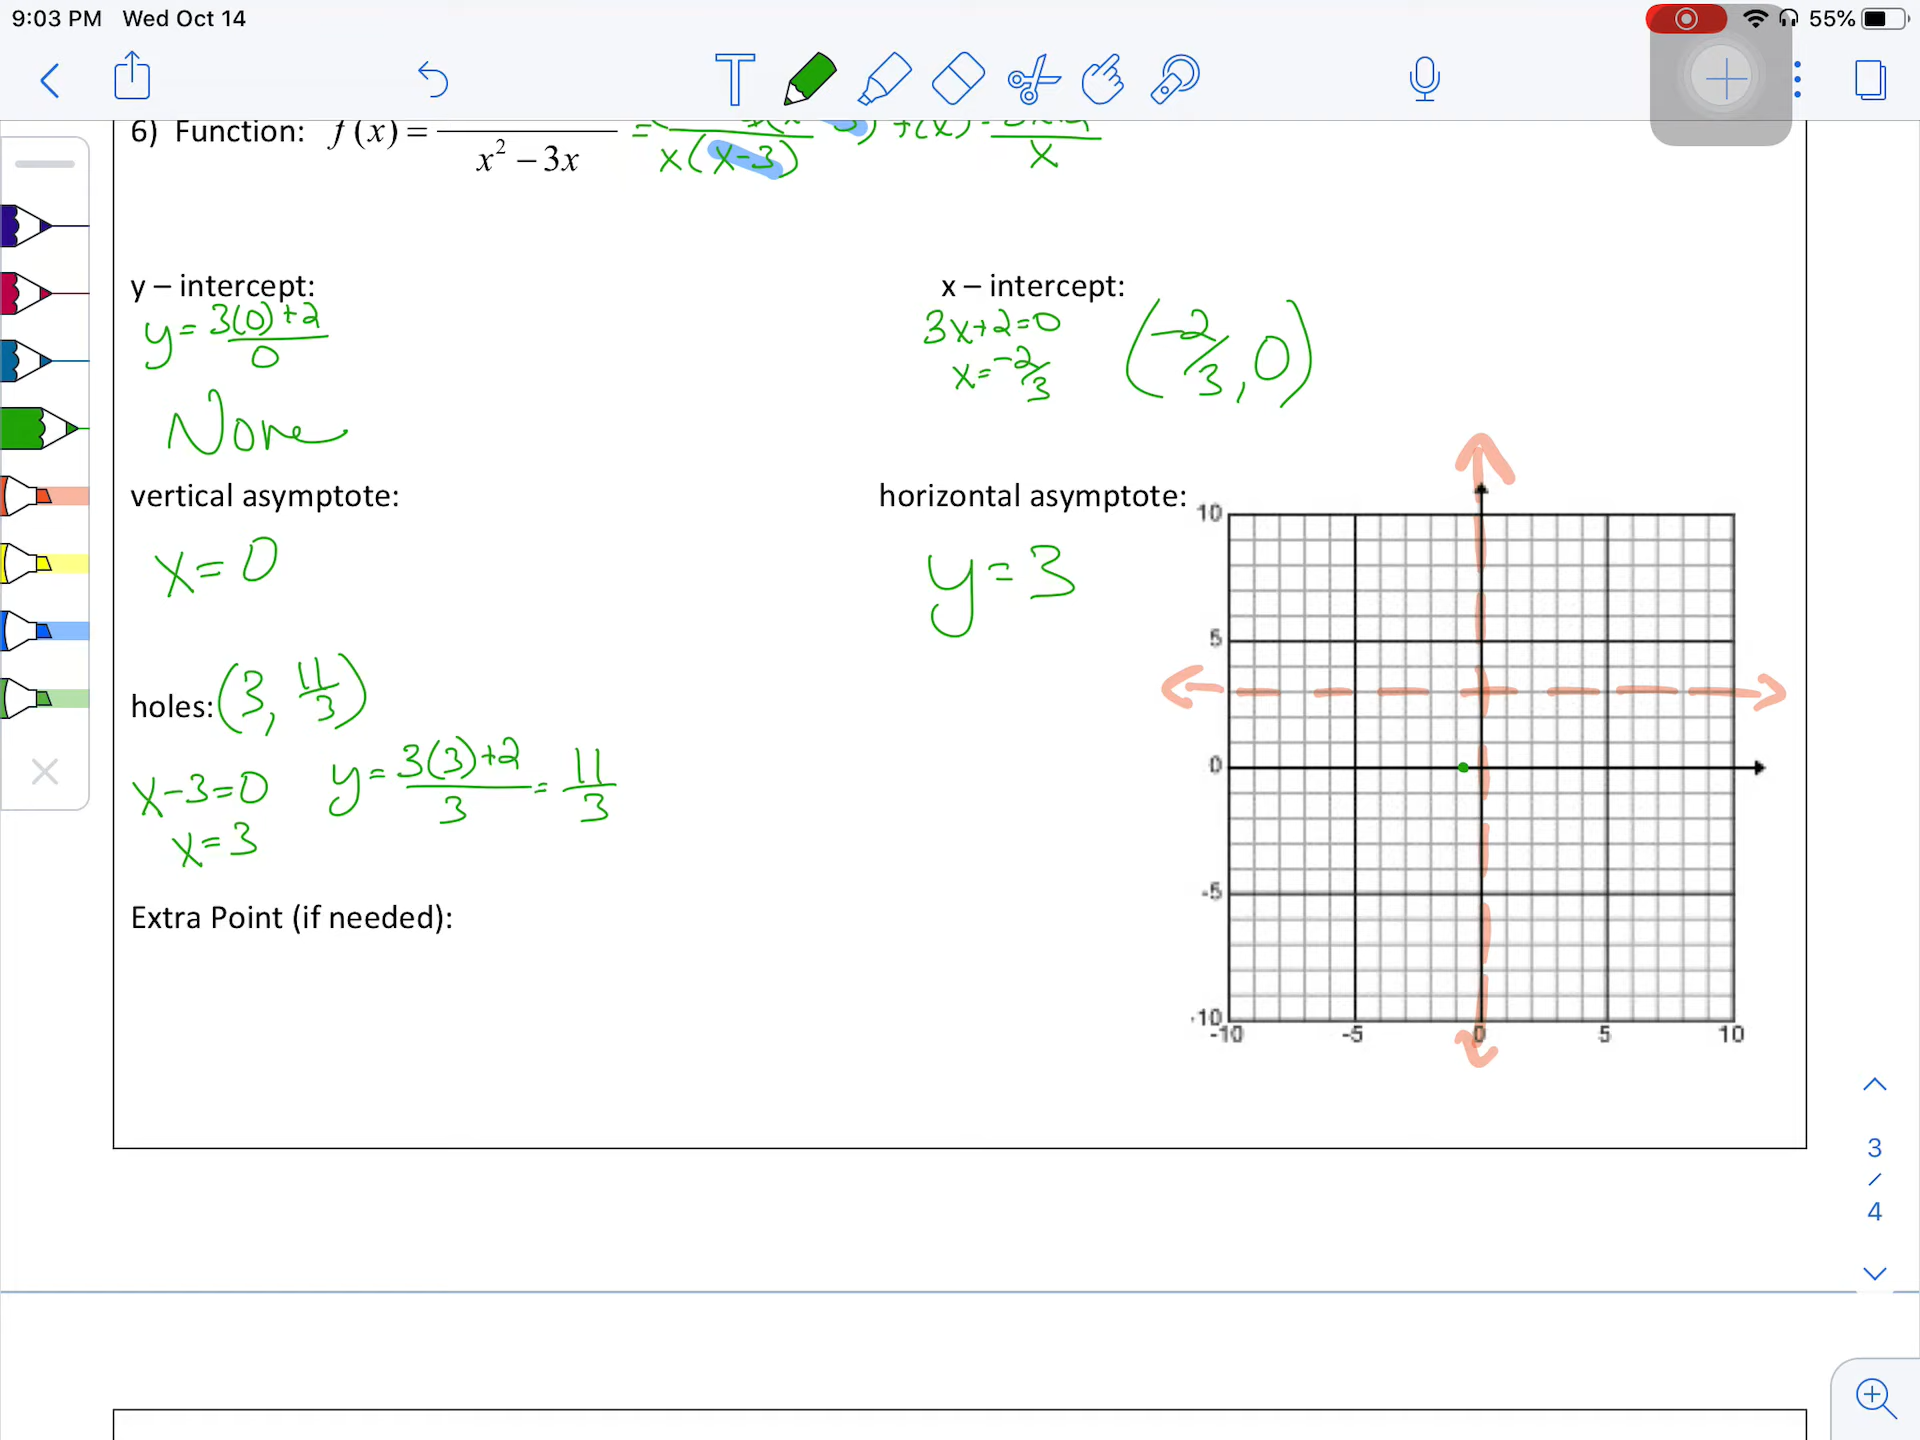 9:03 PM Wed Oct 14
55%
6) Function: f(x) =
x² – 3x
=
x(x-3)
x
y – intercept:
y = 3(0)+2
0
None
x – intercept:
3x+2=0
x = -2/3
(-2/3, 0)
vertical asymptote:
x = 0
horizontal asymptote:
y = 3
holes: (3, 11/3)
x-3=0
x=3
y = 3(3)+2 = 11
3 3
Extra Point (if needed):
10
5
0
-5
-10
-10 -5 0 5 10
3
/
4